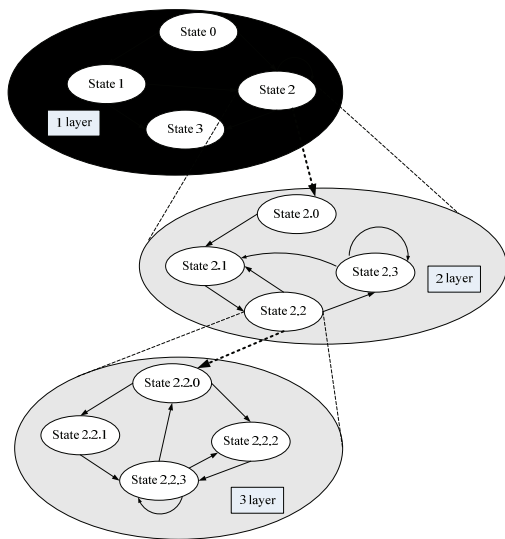 State 0
State 1
State 2
1 layer
State 3
State 2.0
State 2.1
State 2.3
2 layer
State 2.2
State 2.2.0
State 2.2.1
State 2.2.2
State 2.2.3
3 layer